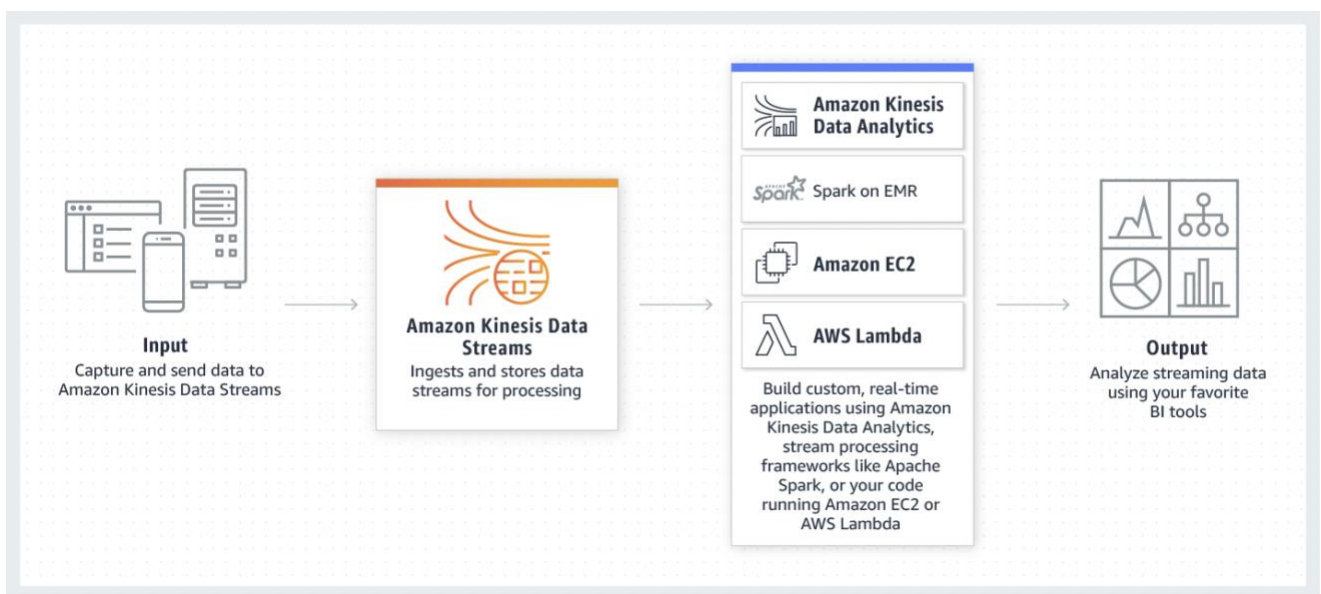 Input
Capture and send data to
Amazon Kinesis Data Streams
Amazon Kinesis Data
Streams
Ingests and stores data
streams for processing
Amazon Kinesis
Data Analytics
Spark
Spark on EMR
Amazon EC2
AWS Lambda
Build custom, real-time
applications using Amazon
Kinesis Data Analytics,
stream processing
frameworks like Apache
Spark, or your code
running Amazon EC2 or
AWS Lambda
Output
Analyze streaming data
using your favorite
BI tools